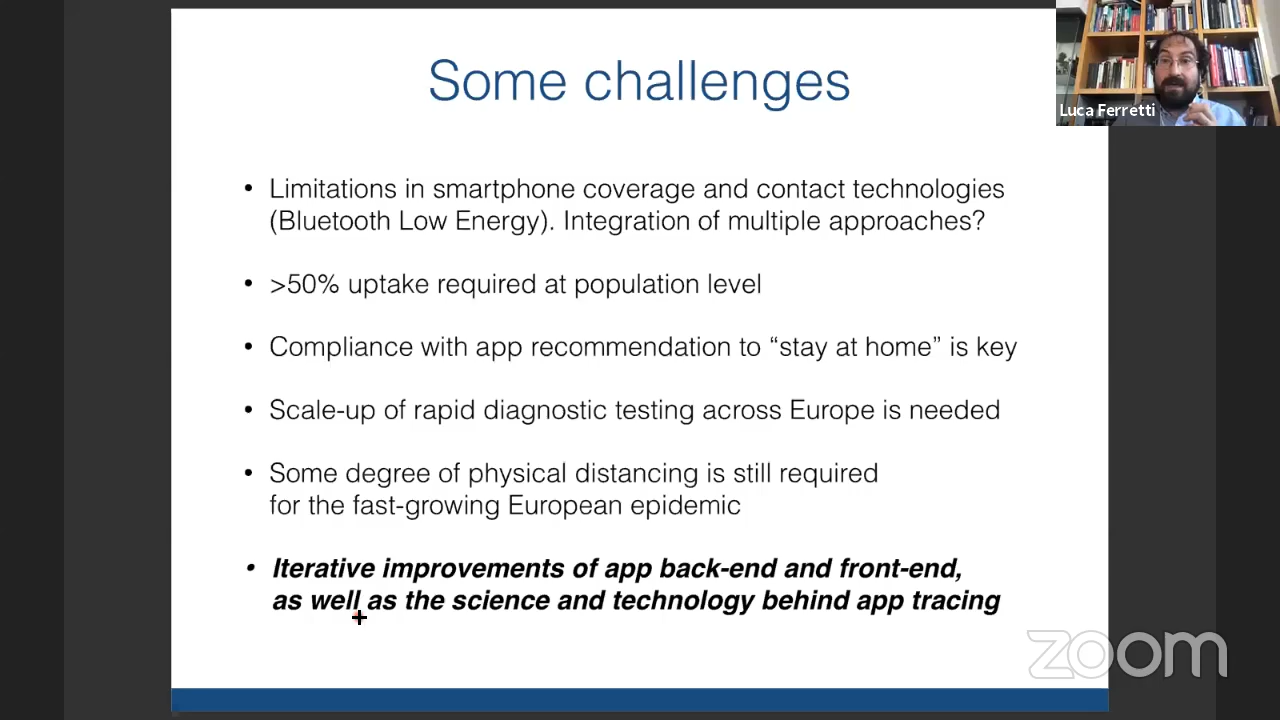 Some challenges
Luca Ferretti
• Limitations in smartphone coverage and contact technologies
(Bluetooth Low Energy). Integration of multiple approaches?
• >50% uptake required at population level
• Compliance with app recommendation to “stay at home” is key
• Scale-up of rapid diagnostic testing across Europe is needed
• Some degree of physical distancing is still required
for the fast-growing European epidemic
• Iterative improvements of app back-end and front-end,
as well as the science and technology behind app tracing
zoom